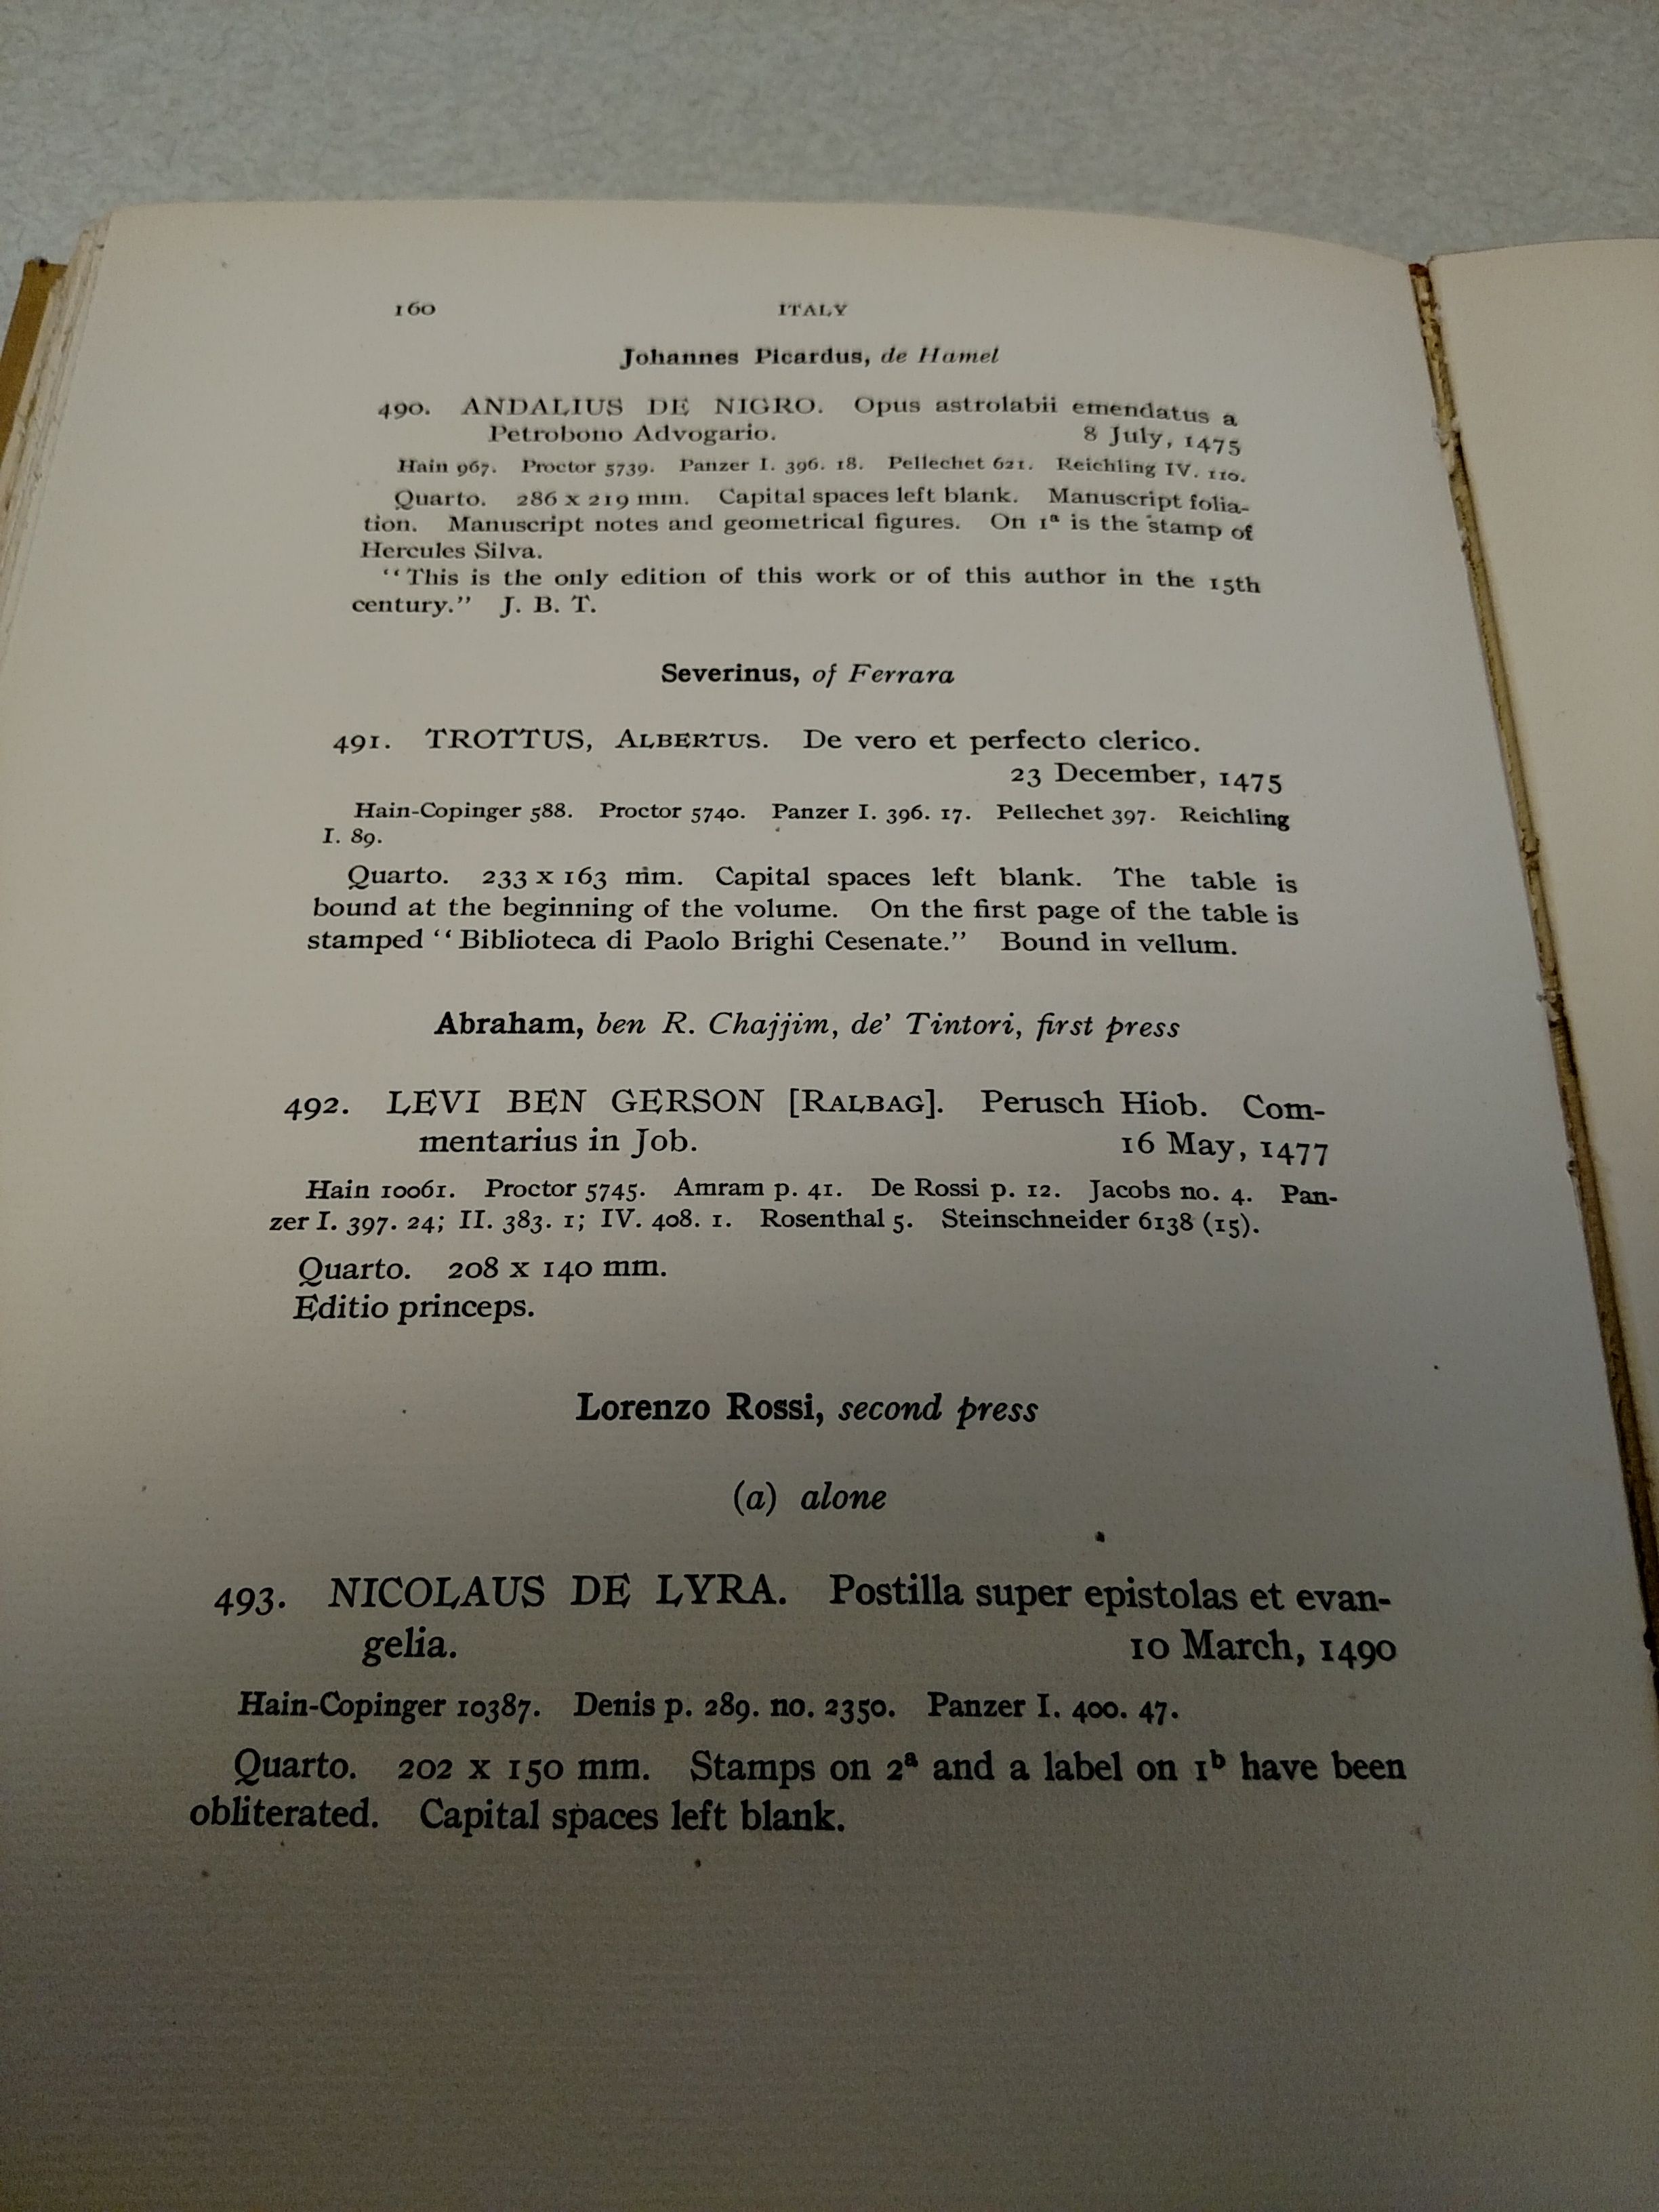 160 ITALY
Johannes Picardus, de Hamel
490. ANDALIUS DE NIGRO. Opus astrolabii emendatus a
Petrobono Advogario. 8 July, 1475
Hain 967. Proctor 5739. Panzer I. 396. 18. Pellechet 621. Reichling IV. 110.
Quarto. 286 x 219 mm. Capital spaces left blank. Manuscript folia-
tion. Manuscript notes and geometrical figures. On 1ª is the stamp of
Hercules Silva.
“This is the only edition of this work or of this author in the 15th
century.” J. B. T.
Severinus, of Ferrara
491. TROTTUS, ALBERTUS. De vero et perfecto clerico.
23 December, 1475
Hain-Copinger 588. Proctor 5740. Panzer I. 396. 17. Pellechet 397. Reichling
I. 89.
Quarto. 233 x 163 mm. Capital spaces left blank. The table is
bound at the beginning of the volume. On the first page of the table is
stamped “Biblioteca di Paolo Brighi Cesenate.” Bound in vellum.
Abraham, ben R. Chajjim, de’ Tintori, first press
492. LEVI BEN GERSON [RALBAG]. Perusch Hiob. Com-
mentarius in Job. 16 May, 1477
Hain 10061. Proctor 5745. Amram p. 41. De Rossi p. 12. Jacobs no. 4. Pan-
zer I. 397. 24; II. 383. 1; IV. 408. 1. Rosenthal 5. Steinschneider 6138 (15).
Quarto. 208 x 140 mm.
Editio princeps.
Lorenzo Rossi, second press
(a) alone
493. NICOLAUS DE LYRA. Postilla super epistolas et evan-
gelia. 10 March, 1490
Hain-Copinger 10387. Denis p. 289. no. 2350. Panzer I. 400. 47.
Quarto. 202 x 150 mm. Stamps on 2ª and a label on 1ᵇ have been
obliterated. Capital spaces left blank.